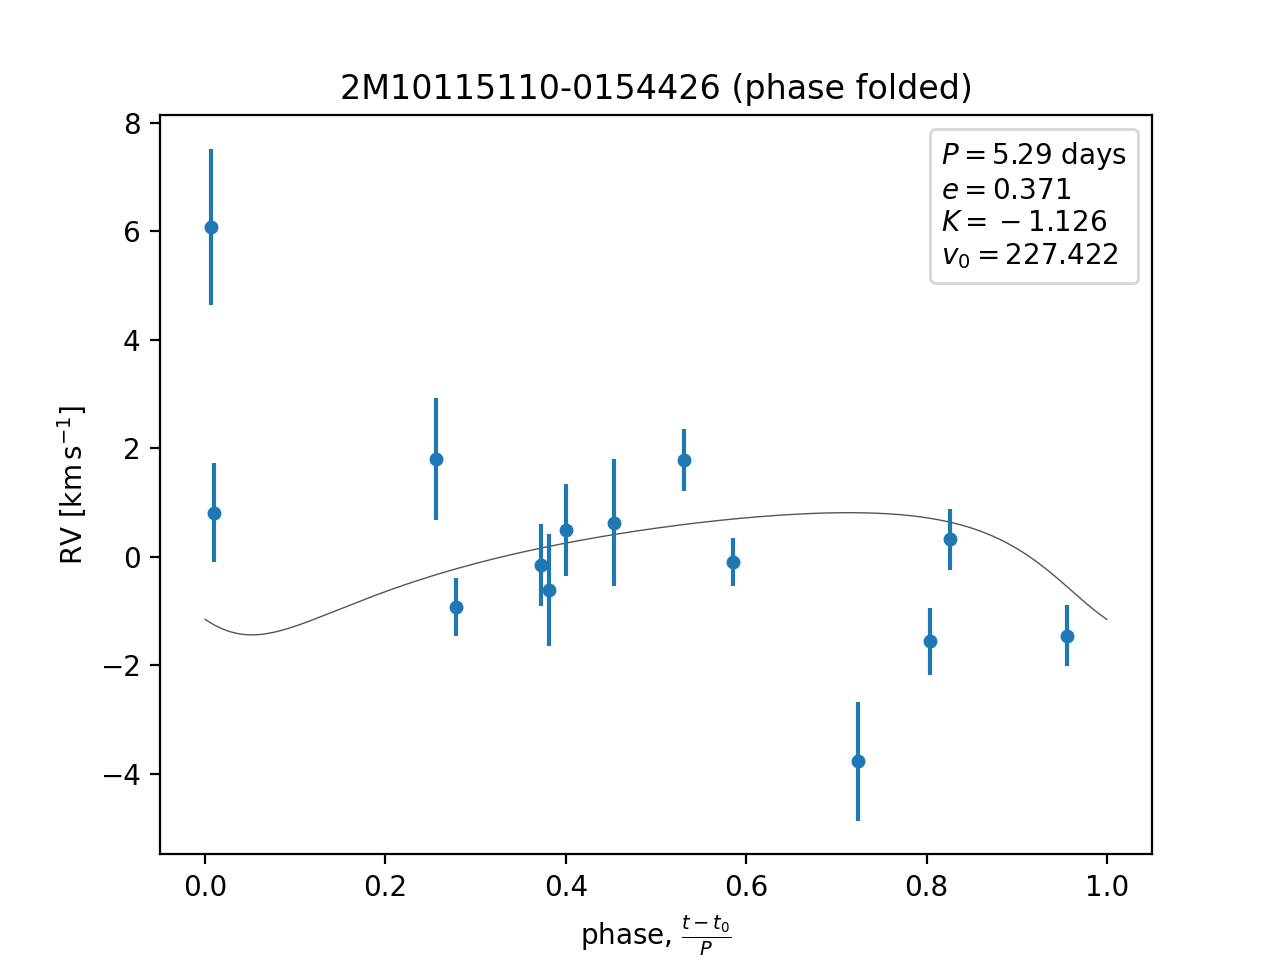 2M10115110-0154426 (phase folded)
P = 5.29 days
e = 0.371
K = −1.126
v₀ = 227.422
8
6
4
2
0
−2
−4
RV [km s⁻¹]
0.0 0.2 0.4 0.6 0.8 1.0
phase, (t − t₀)/P